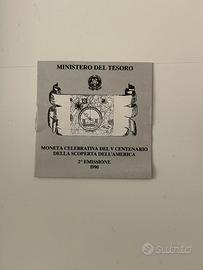 MINISTERO DEL TESORO
MONETA CELEBRATIVA DEL V CENTENARIO
DELLA SCOPERTA DELL'AMERICA
2ª EMISSIONE
1990
Subito